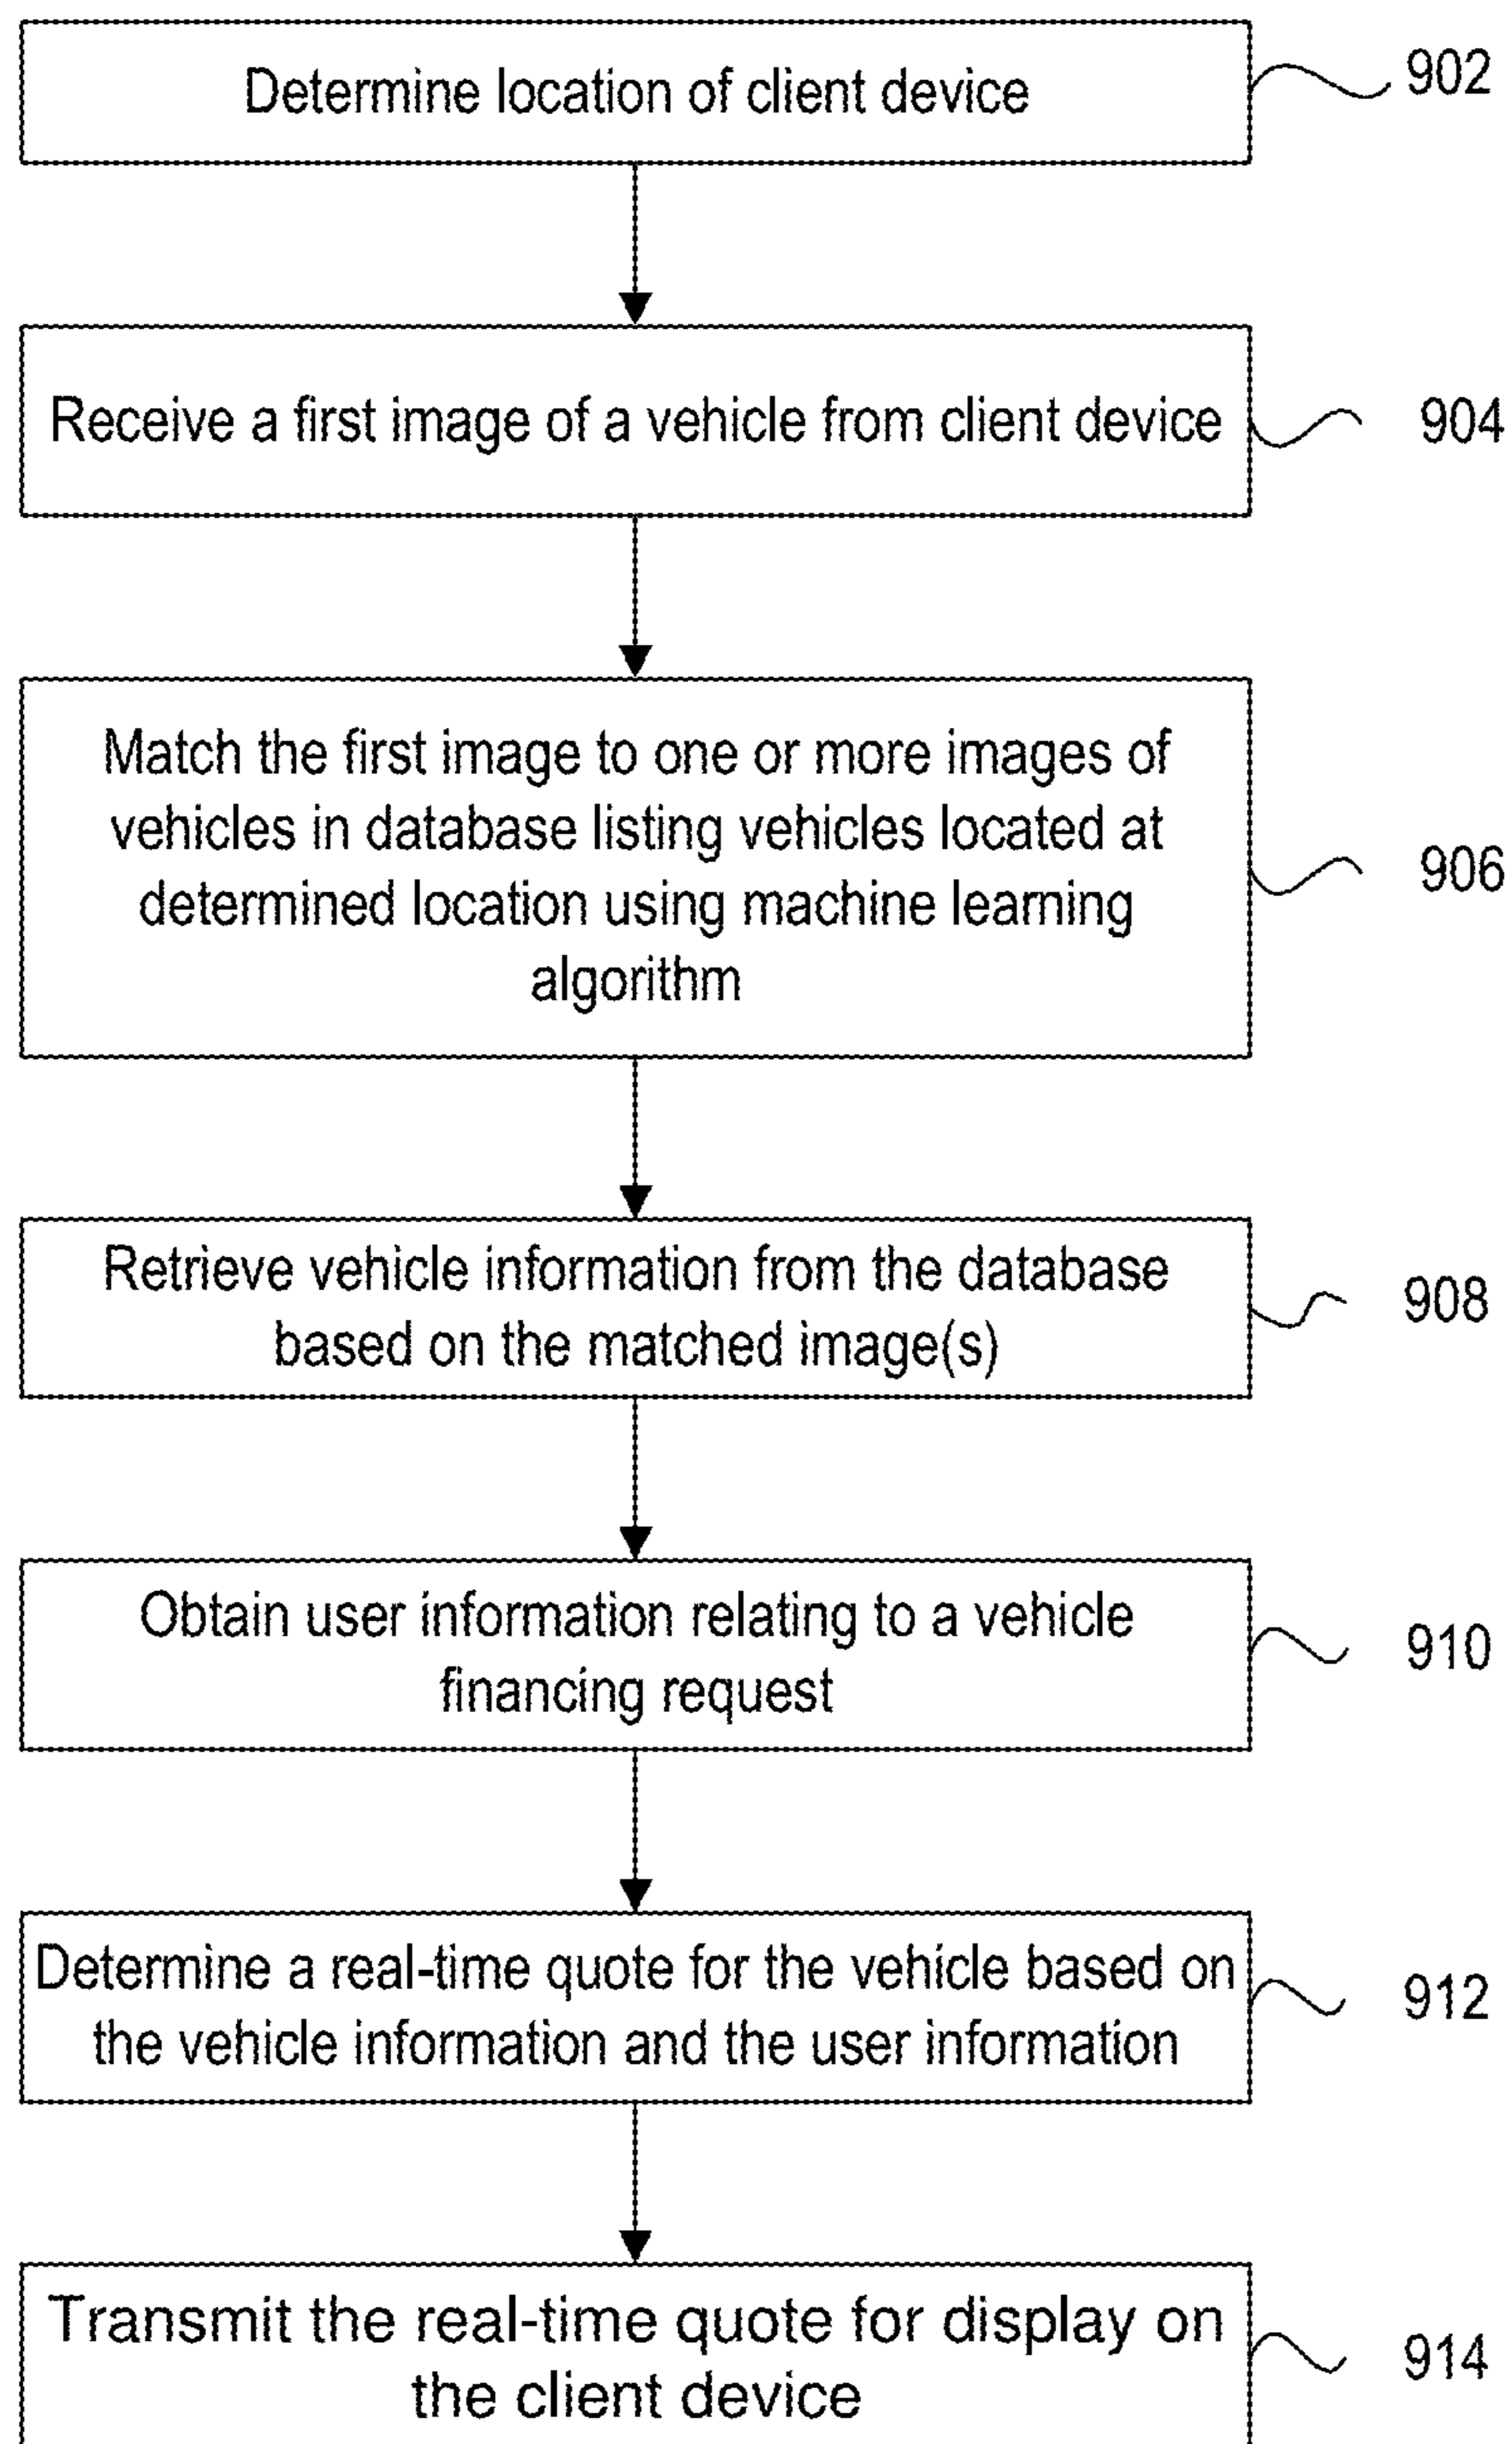 Determine location of client device
902
Receive a first image of a vehicle from client device
904
Match the first image to one or more images of
vehicles in database listing vehicles located at
determined location using machine learning
algorithm
906
Retrieve vehicle information from the database
based on the matched image(s)
908
Obtain user information relating to a vehicle
financing request
910
Determine a real-time quote for the vehicle based on
the vehicle information and the user information
912
Transmit the real-time quote for display on
the client device
914